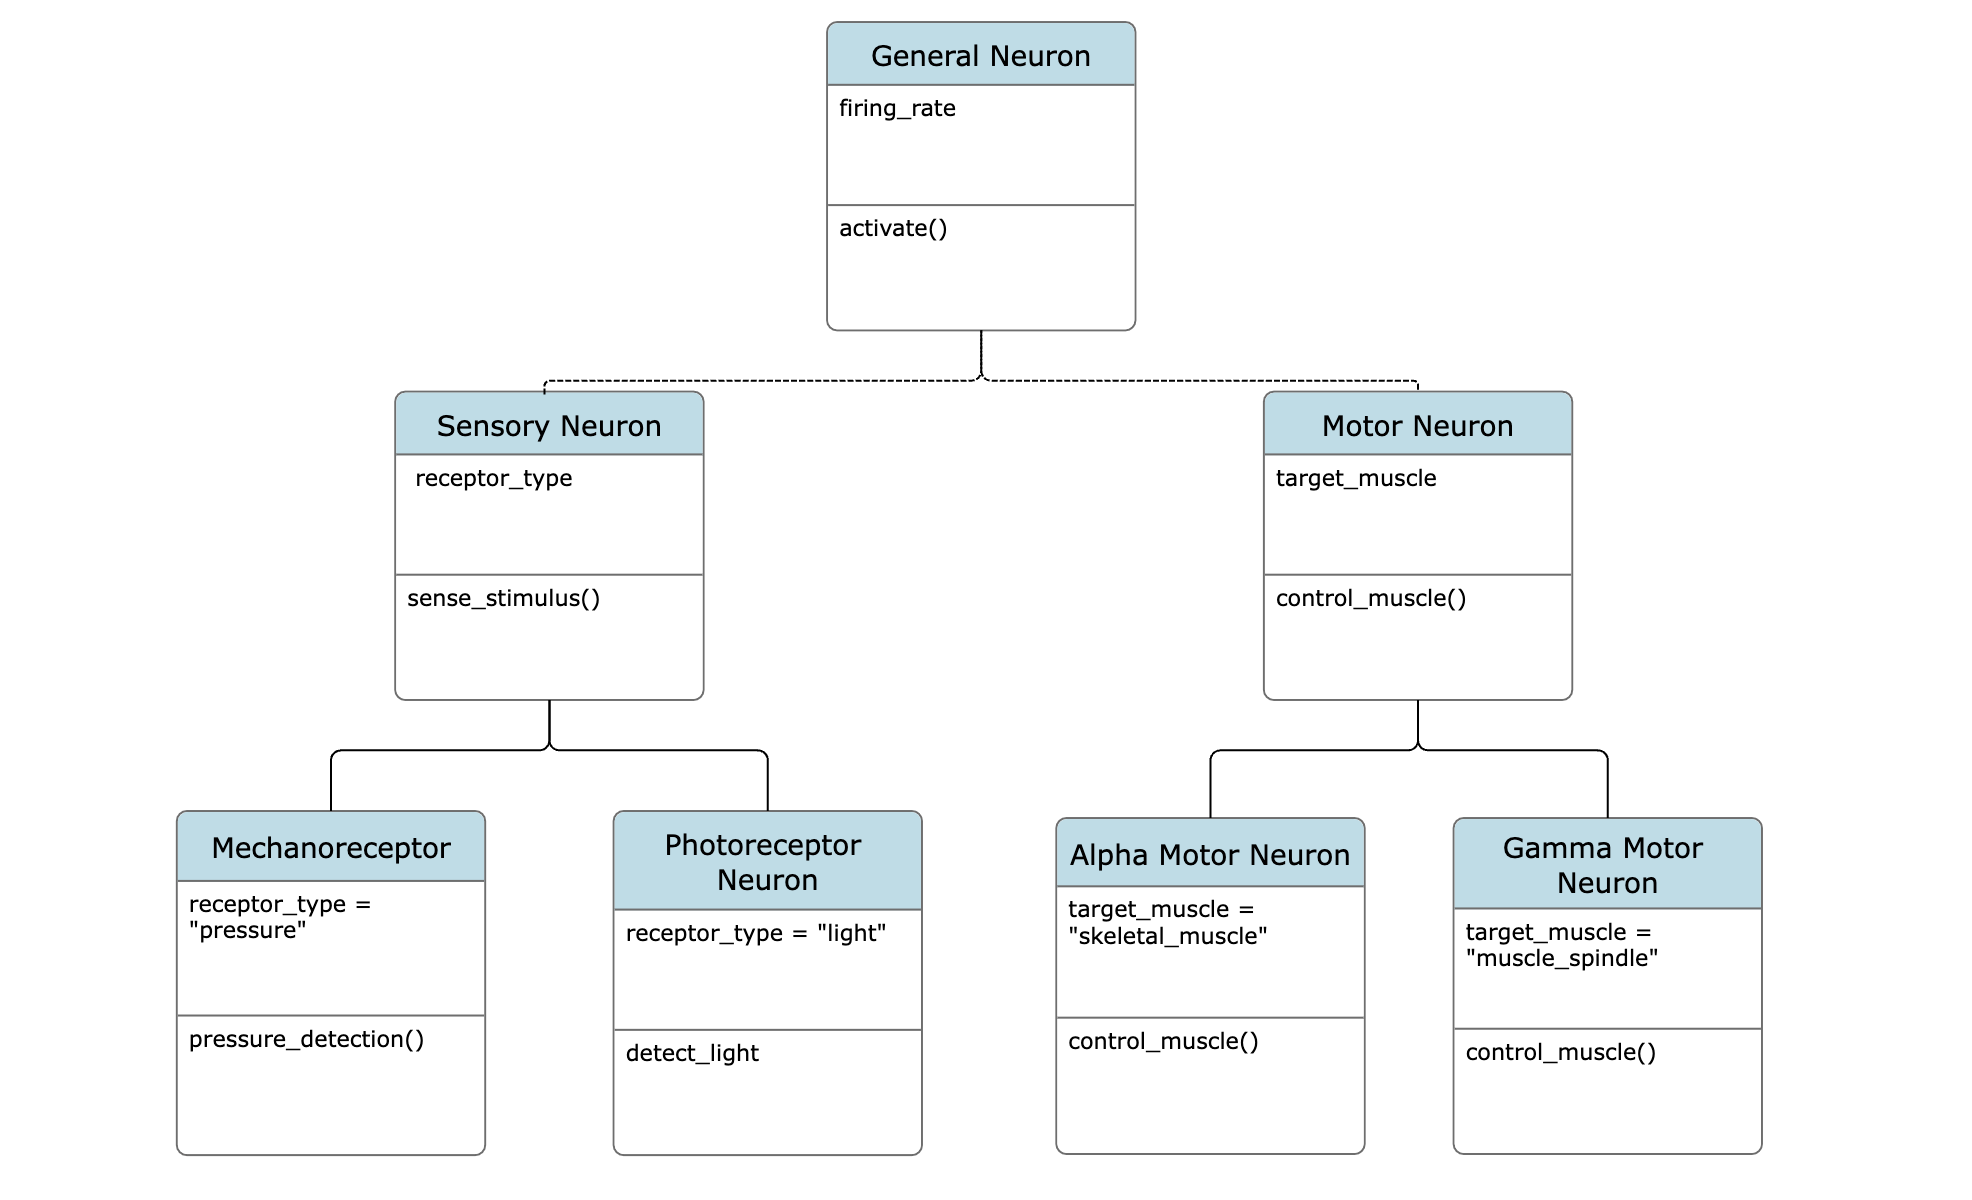 General Neuron
firing_rate
activate()
Sensory Neuron
receptor_type
sense_stimulus()
Motor Neuron
target_muscle
control_muscle()
Mechanoreceptor
receptor_type =
"pressure"
pressure_detection()
Photoreceptor
Neuron
receptor_type = "light"
detect_light
Alpha Motor Neuron
target_muscle =
"skeletal_muscle"
control_muscle()
Gamma Motor
Neuron
target_muscle =
"muscle_spindle"
control_muscle()